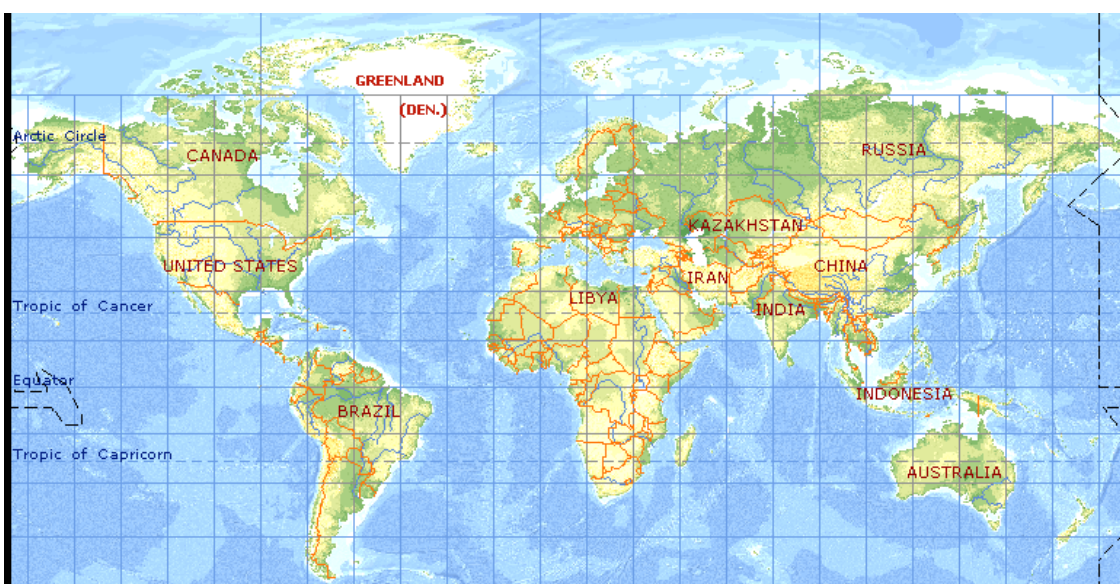 GREENLAND
(DEN.)
Arctic Circle
CANADA
RUSSIA
KAZAKHSTAN
UNITED STATES
CHINA
IRAN
LIBYA
Tropic of Cancer
INDIA
Equator
INDONESIA
BRAZIL
Tropic of Capricorn
AUSTRALIA